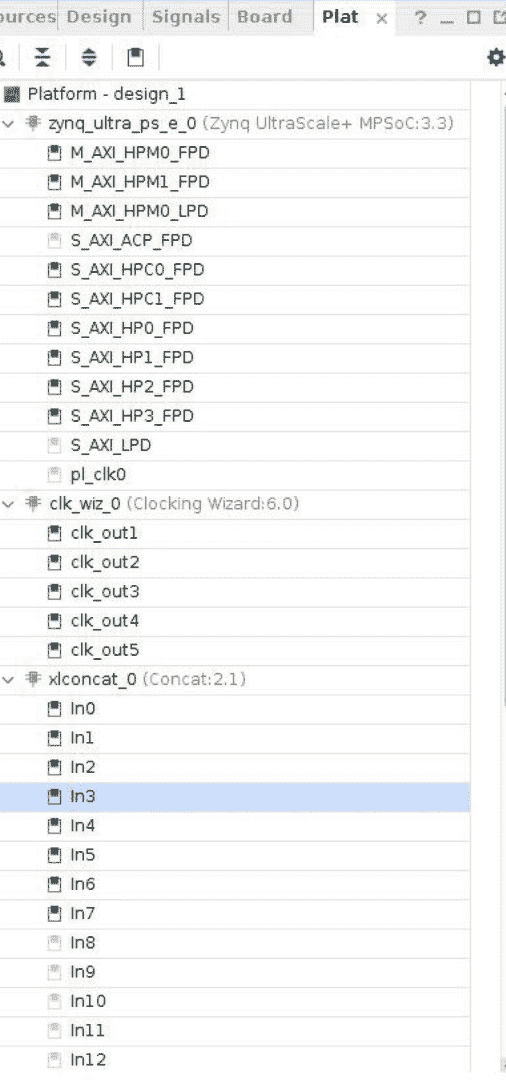 ources Design Signals Board Plat × ?
Platform - design_1
zynq_ultra_ps_e_0 (Zynq UltraScale+ MPSoC:3.3)
M_AXI_HPM0_FPD
M_AXI_HPM1_FPD
M_AXI_HPM0_LPD
S_AXI_ACP_FPD
S_AXI_HPC0_FPD
S_AXI_HPC1_FPD
S_AXI_HP0_FPD
S_AXI_HP1_FPD
S_AXI_HP2_FPD
S_AXI_HP3_FPD
S_AXI_LPD
pl_clk0
clk_wiz_0 (Clocking Wizard:6.0)
clk_out1
clk_out2
clk_out3
clk_out4
clk_out5
xlconcat_0 (Concat:2.1)
In0
In1
In2
In3
In4
In5
In6
In7
In8
In9
In10
In11
In12